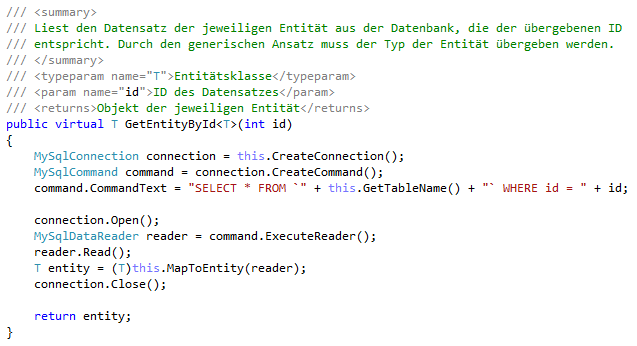 /// <summary>
/// Liest den Datensatz der jeweiligen Entität aus der Datenbank, die der übergebenen ID
/// entspricht. Durch den generischen Ansatz muss der Typ der Entität übergeben werden.
/// </summary>
/// <typeparam name="T">Entitätsklasse</typeparam>
/// <param name="id">ID des Datensatzes</param>
/// <returns>Objekt der jeweiligen Entität</returns>
public virtual T GetEntityById<T>(int id)
{
    MySqlConnection connection = this.CreateConnection();
    MySqlCommand command = connection.CreateCommand();
    command.CommandText = "SELECT * FROM `" + this.GetTableName() + "` WHERE id = " + id;

    connection.Open();
    MySqlDataReader reader = command.ExecuteReader();
    reader.Read();
    T entity = (T)this.MapToEntity(reader);
    connection.Close();

    return entity;
}